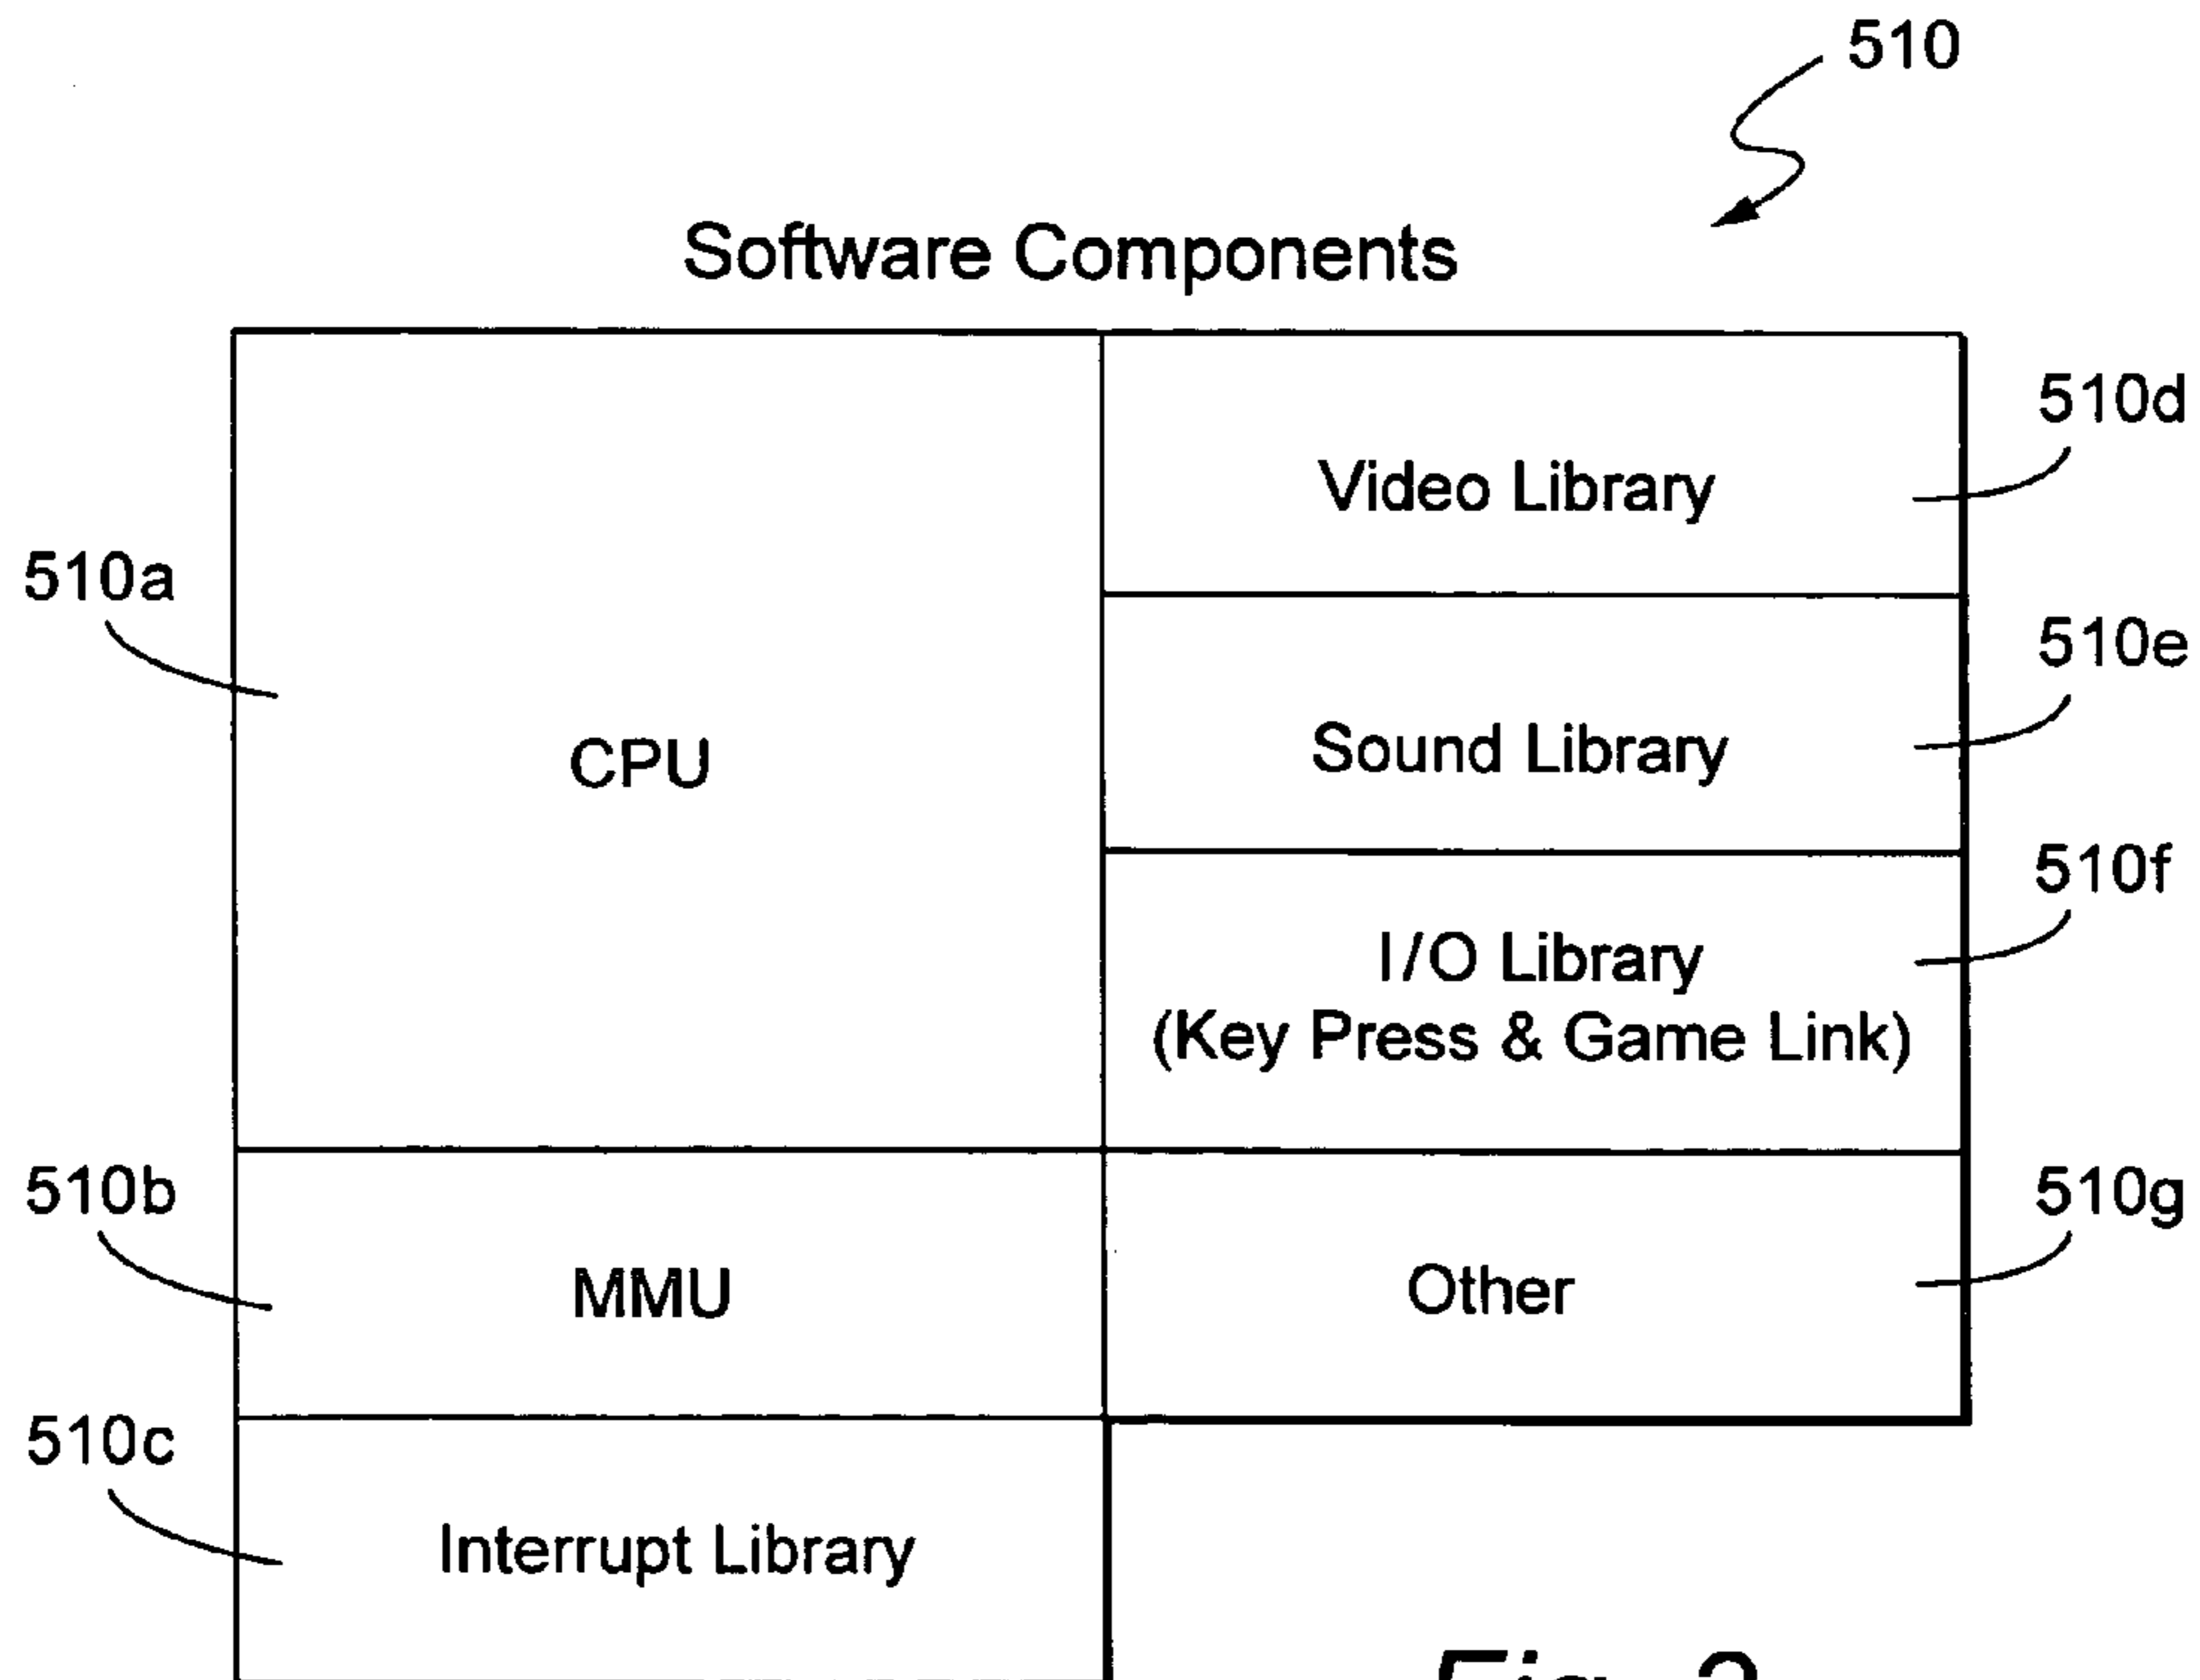 510
Software Components
510a
CPU
510b
MMU
510c
Interrupt Library
Video Library
510d
Sound Library
510e
I/O Library
(Key Press & Game Link)
510f
Other
510g